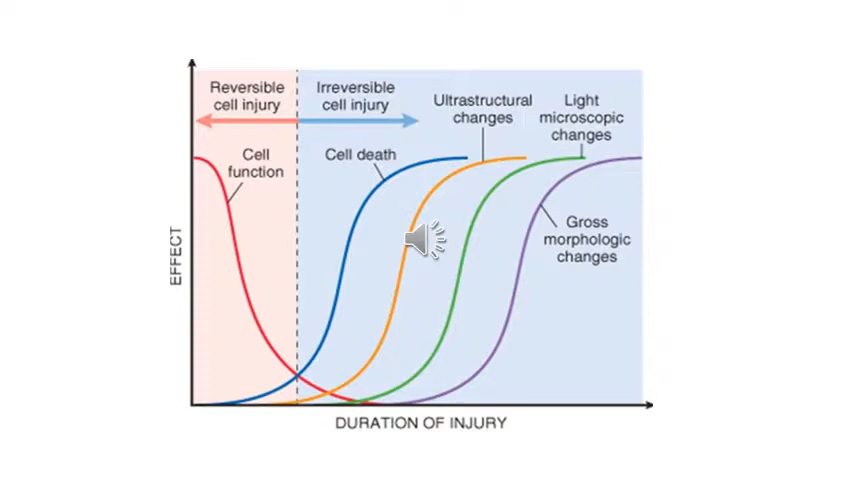 Reversible
cell injury
Irreversible
cell injury
Ultrastructural
changes
Light
microscopic
changes
Cell
function
Cell death
Gross
morphologic
changes
EFFECT
DURATION OF INJURY